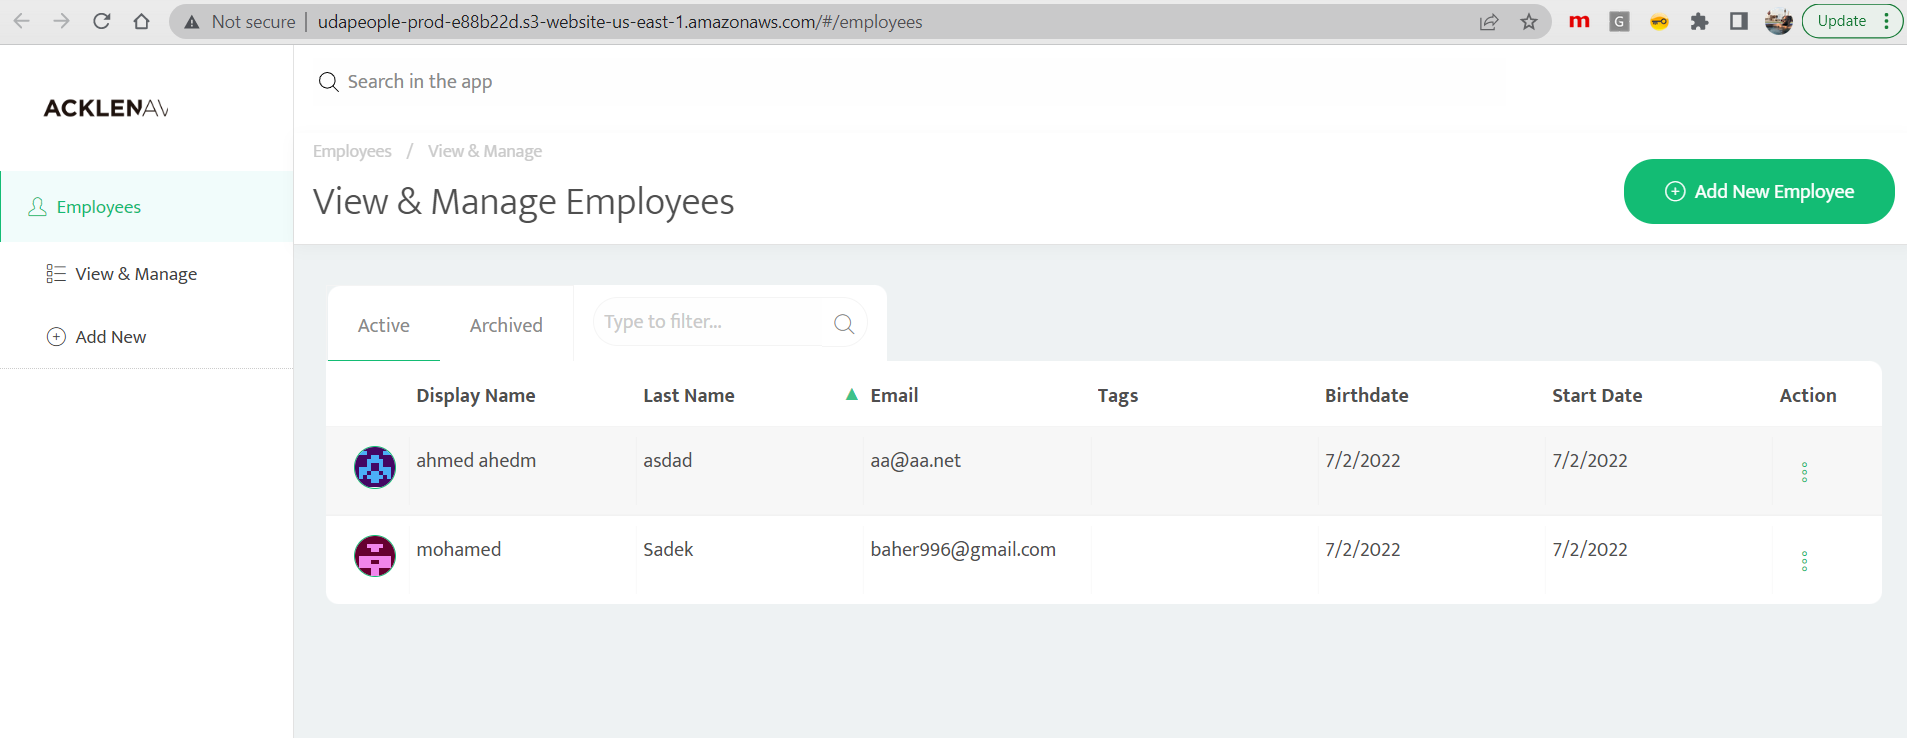 Not secure | udapeople-prod-e88b22d.s3-website-us-east-1.amazonaws.com/#/employees
m G Update
ACKLENAV
Search in the app
Employees / View & Manage
View & Manage Employees
Add New Employee
Employees
View & Manage
Add New
Active Archived Type to filter...
Display Name Last Name Email Tags Birthdate Start Date Action
ahmed ahedm asdad aa@aa.net 7/2/2022 7/2/2022
mohamed Sadek baher996@gmail.com 7/2/2022 7/2/2022